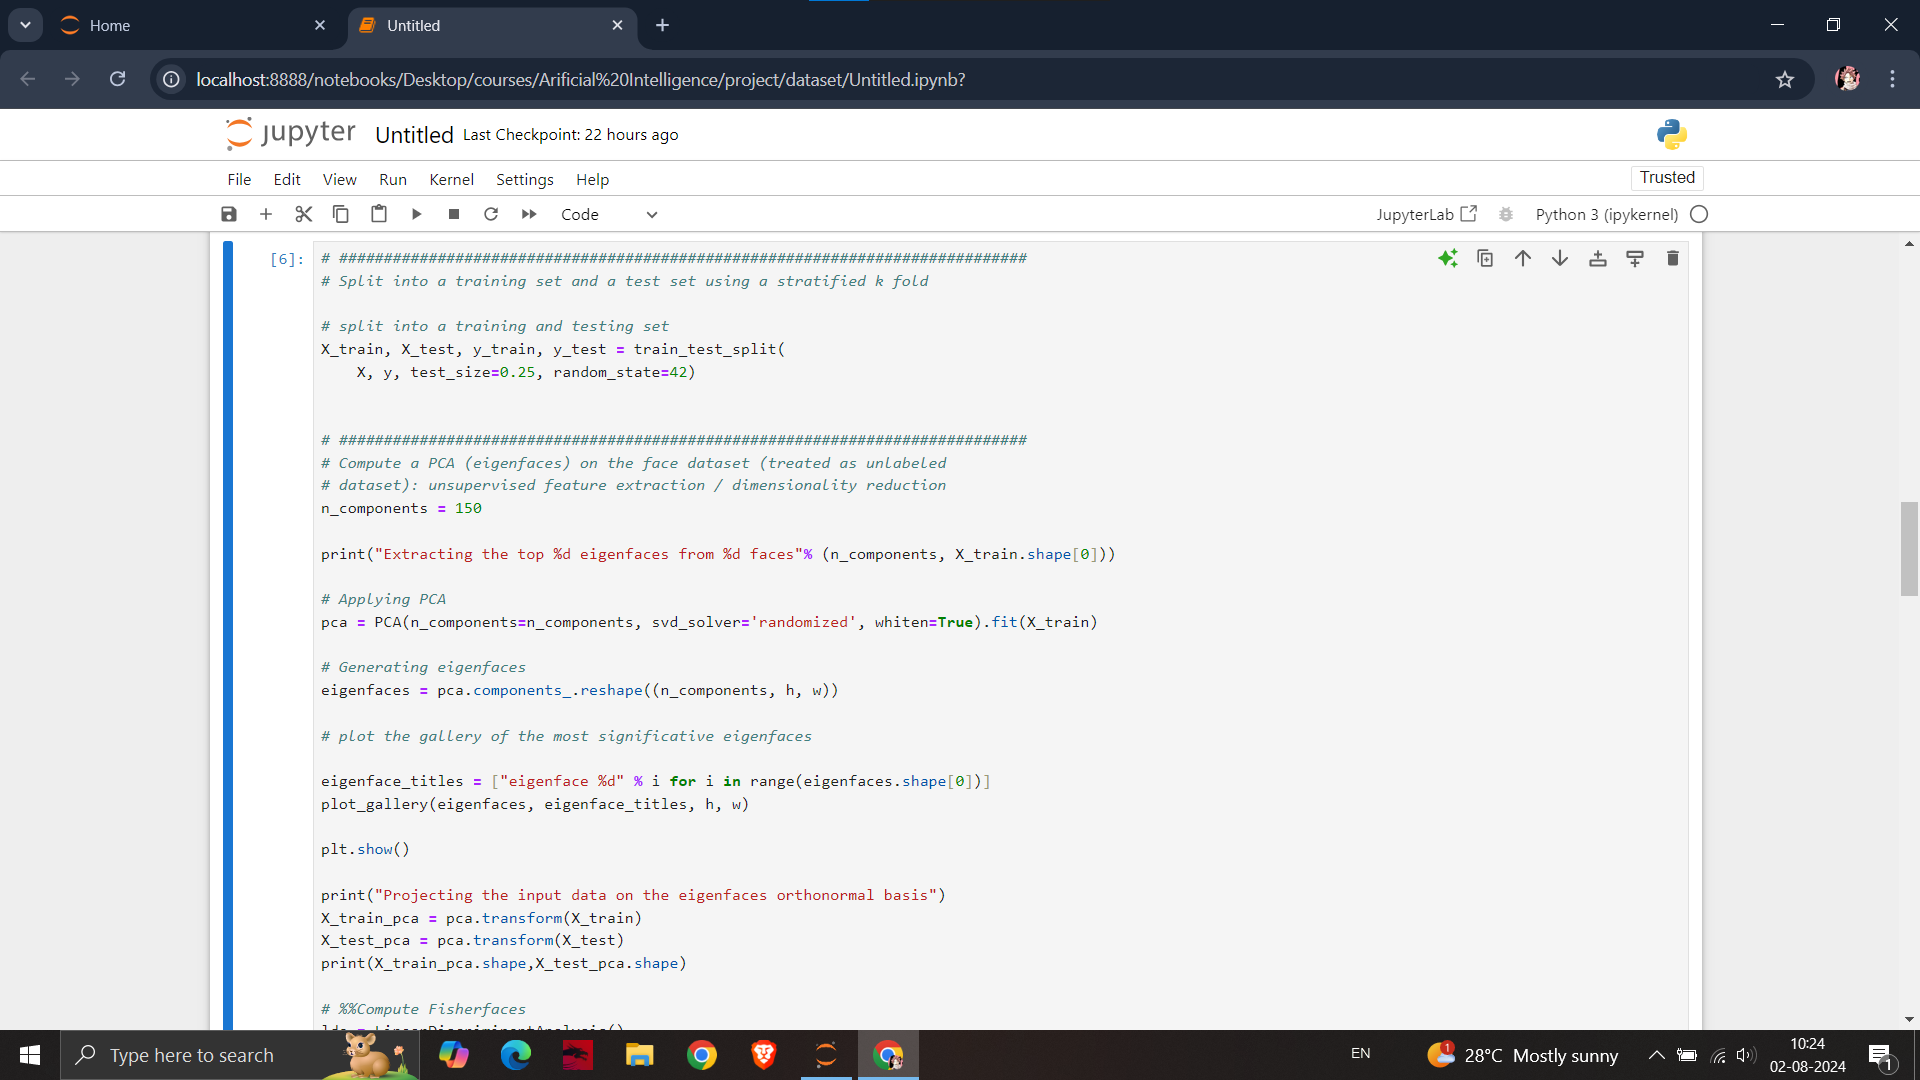 Home
Untitled
localhost:8888/notebooks/Desktop/courses/Arificial%20Intelligence/project/dataset/Untitled.ipynb?
jupyter Untitled Last Checkpoint: 22 hours ago
File Edit View Run Kernel Settings Help Trusted
Code JupyterLab Python 3 (ipykernel)
[6]: # #############################################################################
# Split into a training set and a test set using a stratified k fold
# split into a training and testing set
X_train, X_test, y_train, y_test = train_test_split(
    X, y, test_size=0.25, random_state=42)
# #############################################################################
# Compute a PCA (eigenfaces) on the face dataset (treated as unlabeled
# dataset): unsupervised feature extraction / dimensionality reduction
n_components = 150
print("Extracting the top %d eigenfaces from %d faces"% (n_components, X_train.shape[0]))
# Applying PCA
pca = PCA(n_components=n_components, svd_solver='randomized', whiten=True).fit(X_train)
# Generating eigenfaces
eigenfaces = pca.components_.reshape((n_components, h, w))
# plot the gallery of the most significative eigenfaces
eigenface_titles = ["eigenface %d" % i for i in range(eigenfaces.shape[0])]
plot_gallery(eigenfaces, eigenface_titles, h, w)
plt.show()
print("Projecting the input data on the eigenfaces orthonormal basis")
X_train_pca = pca.transform(X_train)
X_test_pca = pca.transform(X_test)
print(X_train_pca.shape,X_test_pca.shape)
# %%Compute Fisherfaces
lda = LinearDiscriminantAnalysis()
Type here to search
EN
1
28°C Mostly sunny
10:24
02-08-2024
1